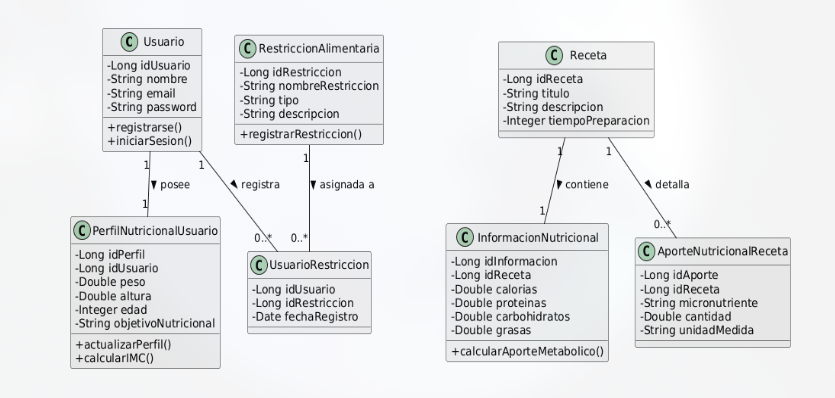 C Usuario
-Long idUsuario
-String nombre
-String email
-String password
+registrarse()
+iniciarSesion()
C RestriccionAlimentaria
-Long idRestriccion
-String nombreRestriccion
-String tipo
-String descripcion
+registrarRestriccion()
C Receta
-Long idReceta
-String titulo
-String descripcion
-Integer tiempoPreparacion
1
posee
1
1
registra
0..*
1
asignada a
0..*
1
contiene
1
1
detalla
0..*
C PerfilNutricionalUsuario
-Long idPerfil
-Long idUsuario
-Double peso
-Double altura
-Integer edad
-String objetivoNutricional
+actualizarPerfil()
+calcularIMC()
C UsuarioRestriccion
-Long idUsuario
-Long idRestriccion
-Date fechaRegistro
C InformacionNutricional
-Long idInformacion
-Long idReceta
-Double calorias
-Double proteinas
-Double carbohidratos
-Double grasas
+calcularAporteMetabolico()
C AporteNutricionalReceta
-Long idAporte
-Long idReceta
-String micronutriente
-Double cantidad
-String unidadMedida